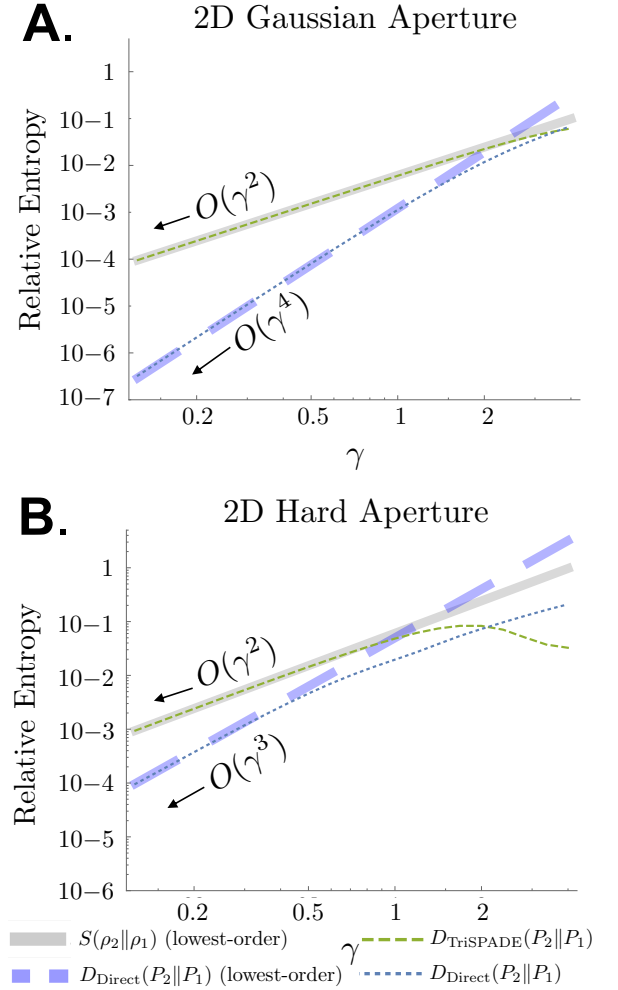 A.
2D Gaussian Aperture
Relative Entropy
1
10−1
10−2
10−3
10−4
10−5
10−6
10−7
O(γ²)
O(γ⁴)
0.2 0.5 1 2
γ
B.
2D Hard Aperture
Relative Entropy
1
10−1
10−2
10−3
10−4
10−5
10−6
O(γ²)
O(γ³)
0.2 0.5 1 2
γ
S(ρ₂∥ρ₁) (lowest-order)
D_TriSPADE(P₂∥P₁)
D_Direct(P₂∥P₁) (lowest-order)
D_Direct(P₂∥P₁)